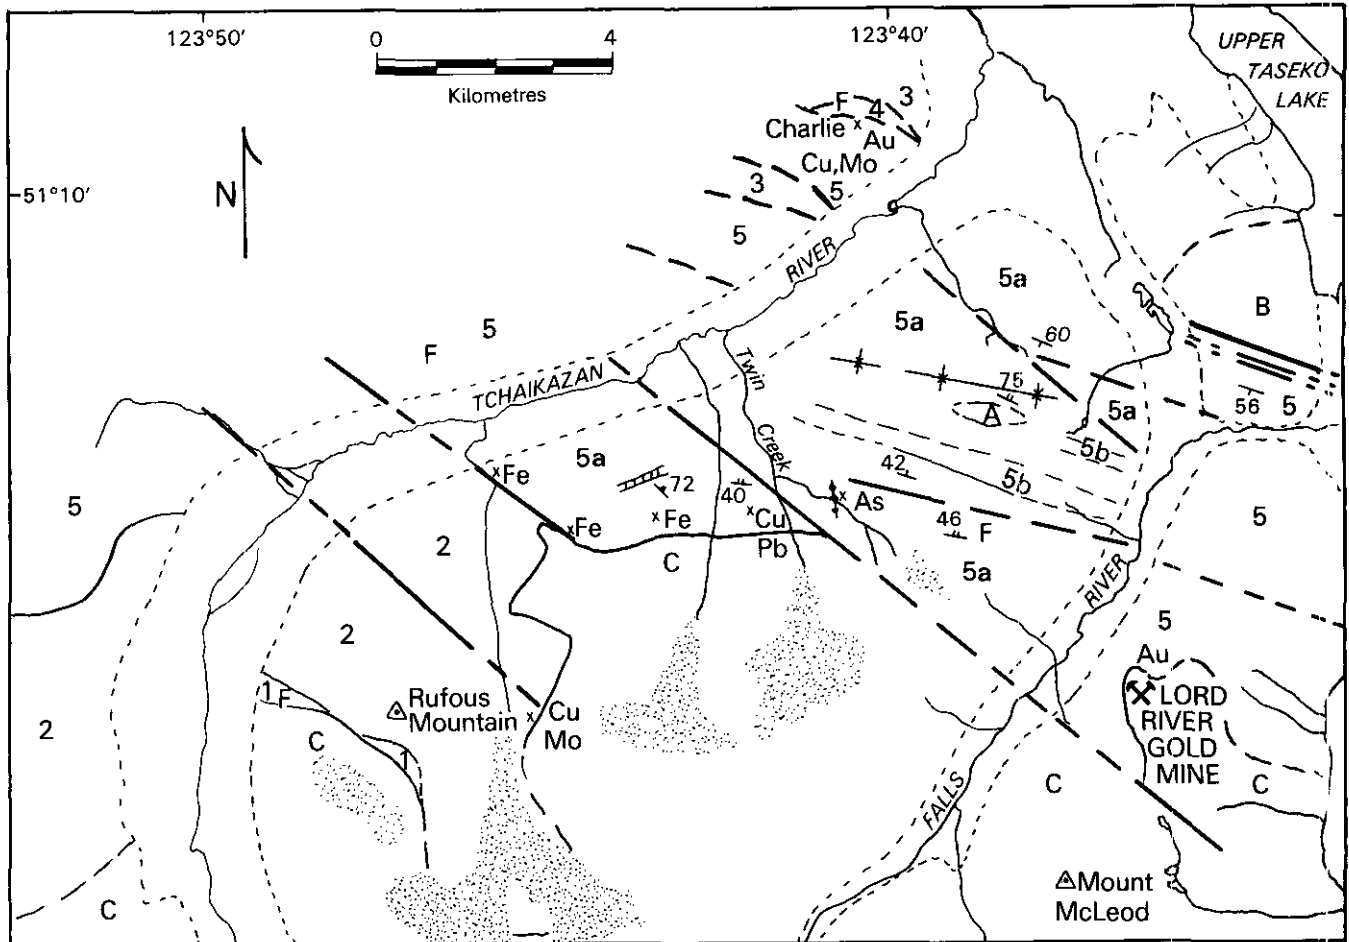 123°50'
0
4
123°40'
Kilometres
UPPER
TASEKO
LAKE
F
4
3
Charlie
Au
Cu,Mo
N
51°10'
3
5
5
RIVER
5a
B
5
5a
F
60
TCHAIKAZAN
Twin
75
A
56
5
5a
5b
Creek
42
5b
5a
Fe
72
40
As
5
Fe
Fe
Cu
Pb
46
F
5
2
C
5a
RIVER
2
5
Au
1
F
Rufous
Mountain
Cu
Mo
LORD
RIVER
GOLD
MINE
2
C
1
C
C
FALLS
C
Mount
McLeod